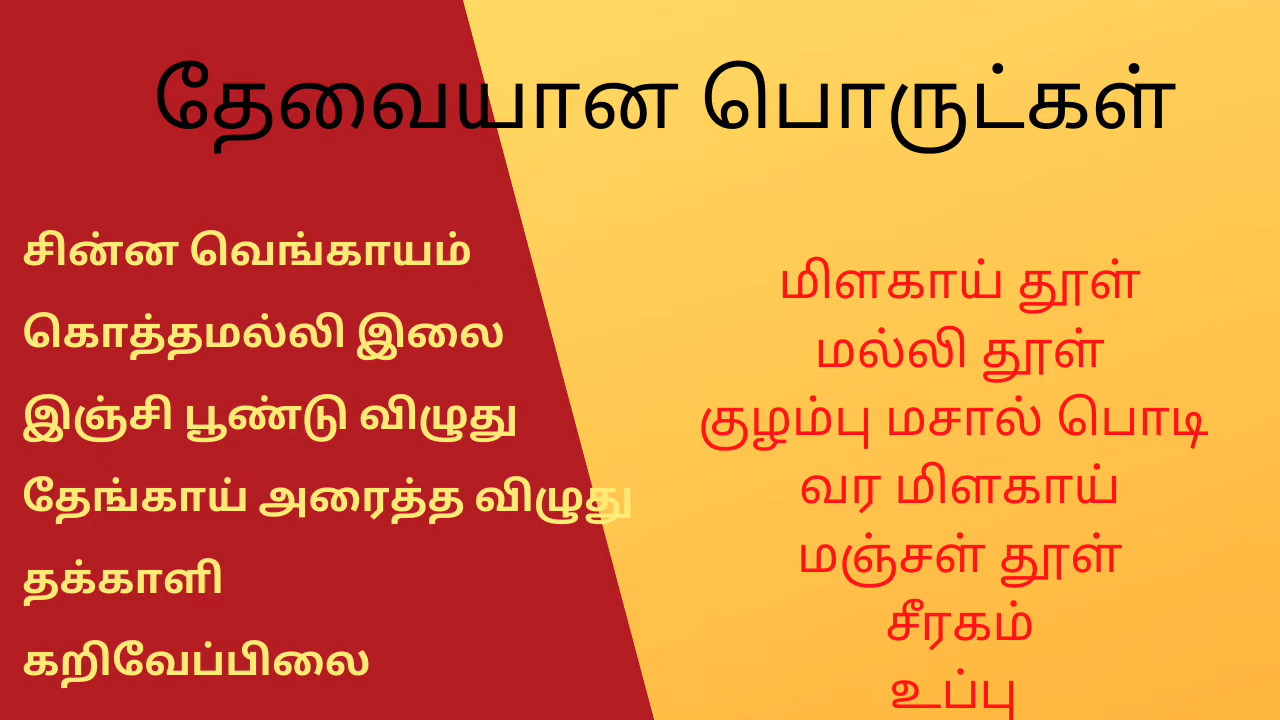 தேவையான பொருட்கள்
சின்ன வெங்காயம்
கொத்தமல்லி இலை
இஞ்சி பூண்டு விழுது
தேங்காய் அரைத்த விழுது
தக்காளி
கறிவேப்பிலை
மிளகாய் தூள்
மல்லி தூள்
குழம்பு மசால் பொடி
வர மிளகாய்
மஞ்சள் தூள்
சீரகம்
உப்பு